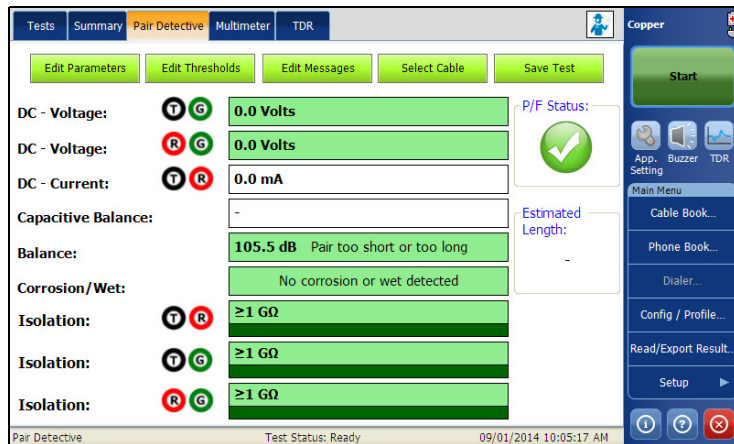 Tests Summary Pair Detective Multimeter TDR
Edit Parameters Edit Thresholds Edit Messages Select Cable Save Test
DC - Voltage: T G 0.0 Volts
DC - Voltage: R G 0.0 Volts
DC - Current: T R 0.0 mA
Capacitive Balance: -
Balance: 105.5 dB Pair too short or too long
Corrosion/Wet: No corrosion or wet detected
Isolation: T R ≥1 GΩ
Isolation: T G ≥1 GΩ
Isolation: R G ≥1 GΩ
P/F Status:
Estimated
Length:
-
Pair Detective Test Status: Ready 09/01/2014 10:05:17 AM
Copper
Start
App. Setting Buzzer TDR
Main Menu
Cable Book...
Phone Book...
Dialer...
Config / Profile...
Read/Export Result..
Setup